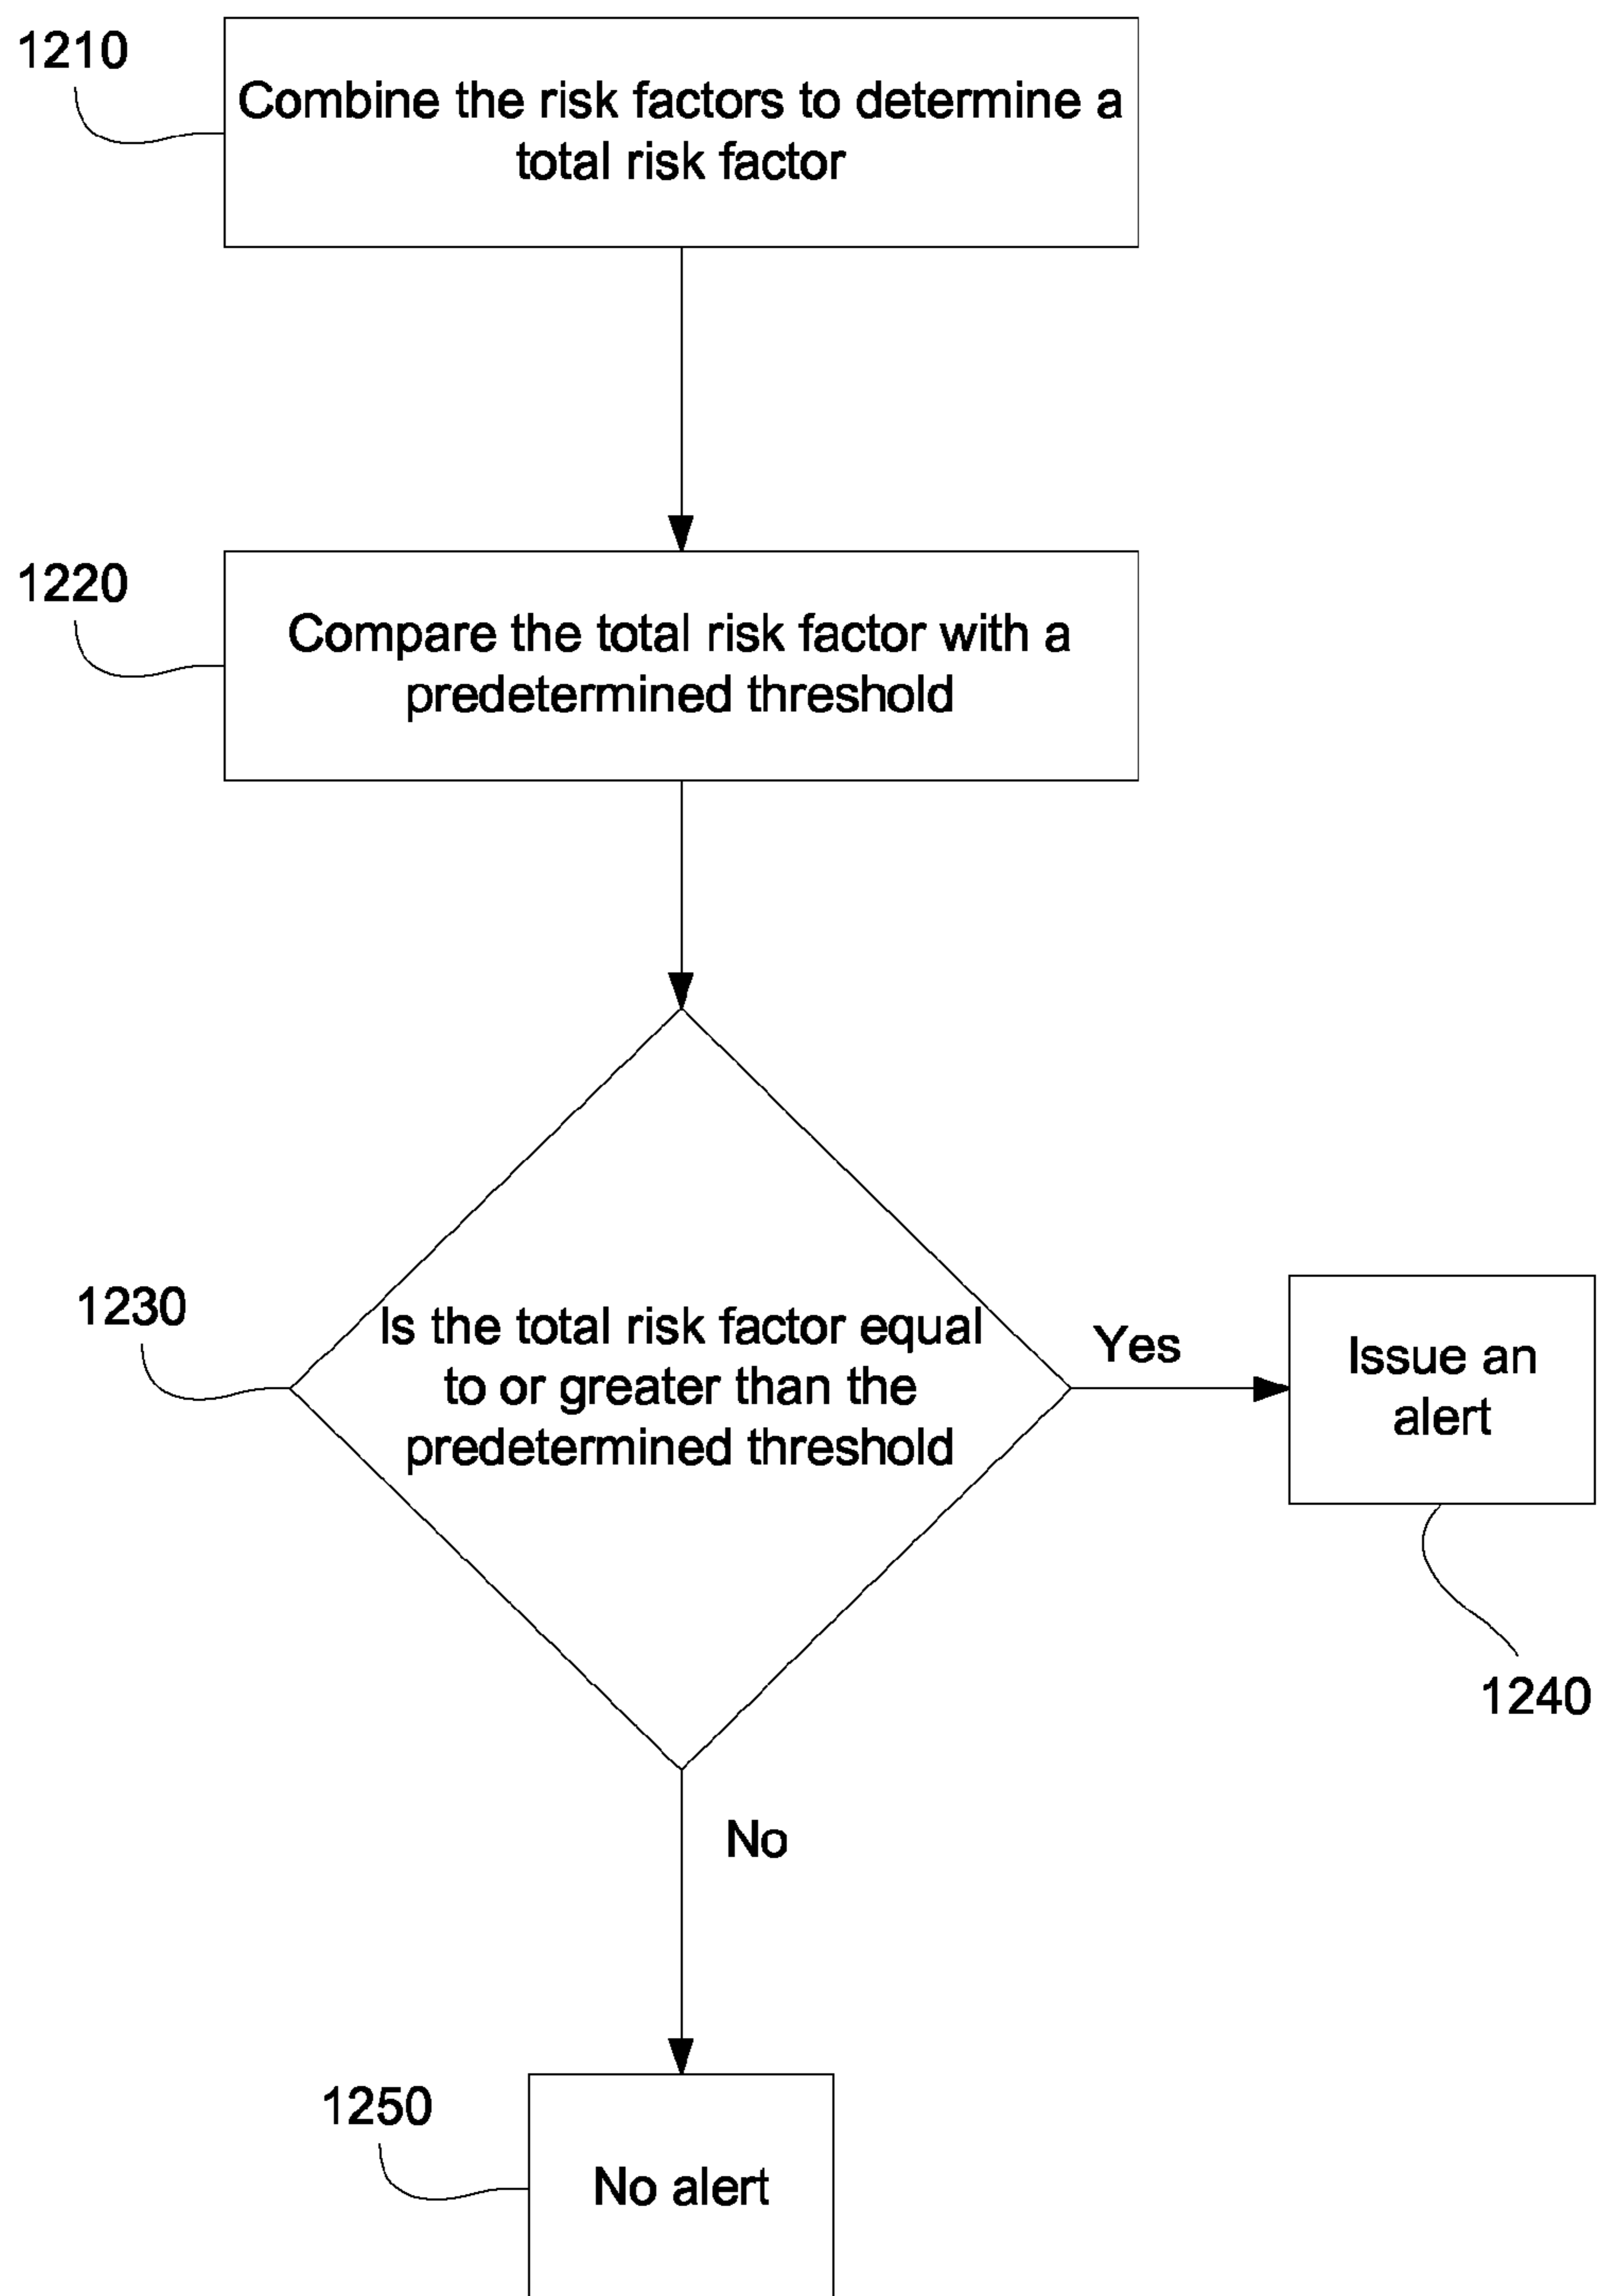 1210
Combine the risk factors to determine a
total risk factor
1220
Compare the total risk factor with a
predetermined threshold
1230
Is the total risk factor equal
to or greater than the
predetermined threshold
Yes
Issue an
alert
1240
No
1250
No alert